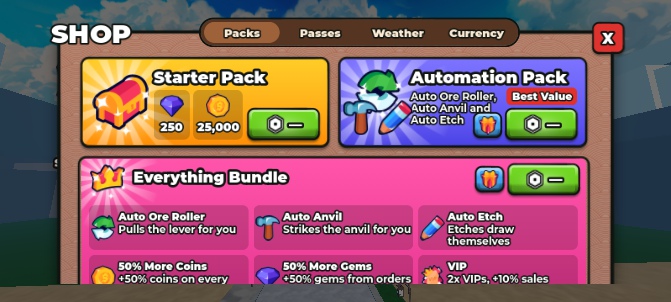 SHOP
Packs
Passes
Weather
Currency
X
Starter Pack
250
25,000
Automation Pack
Auto Ore Roller,
Auto Anvil and
Auto Etch
Best Value
Everything Bundle
Auto Ore Roller
Pulls the lever for you
Auto Anvil
Strikes the anvil for you
Auto Etch
Etches draw
themselves
50% More Coins
+50% coins on every
50% More Gems
+50% gems from orders
VIP
2x VIPs, +10% sales